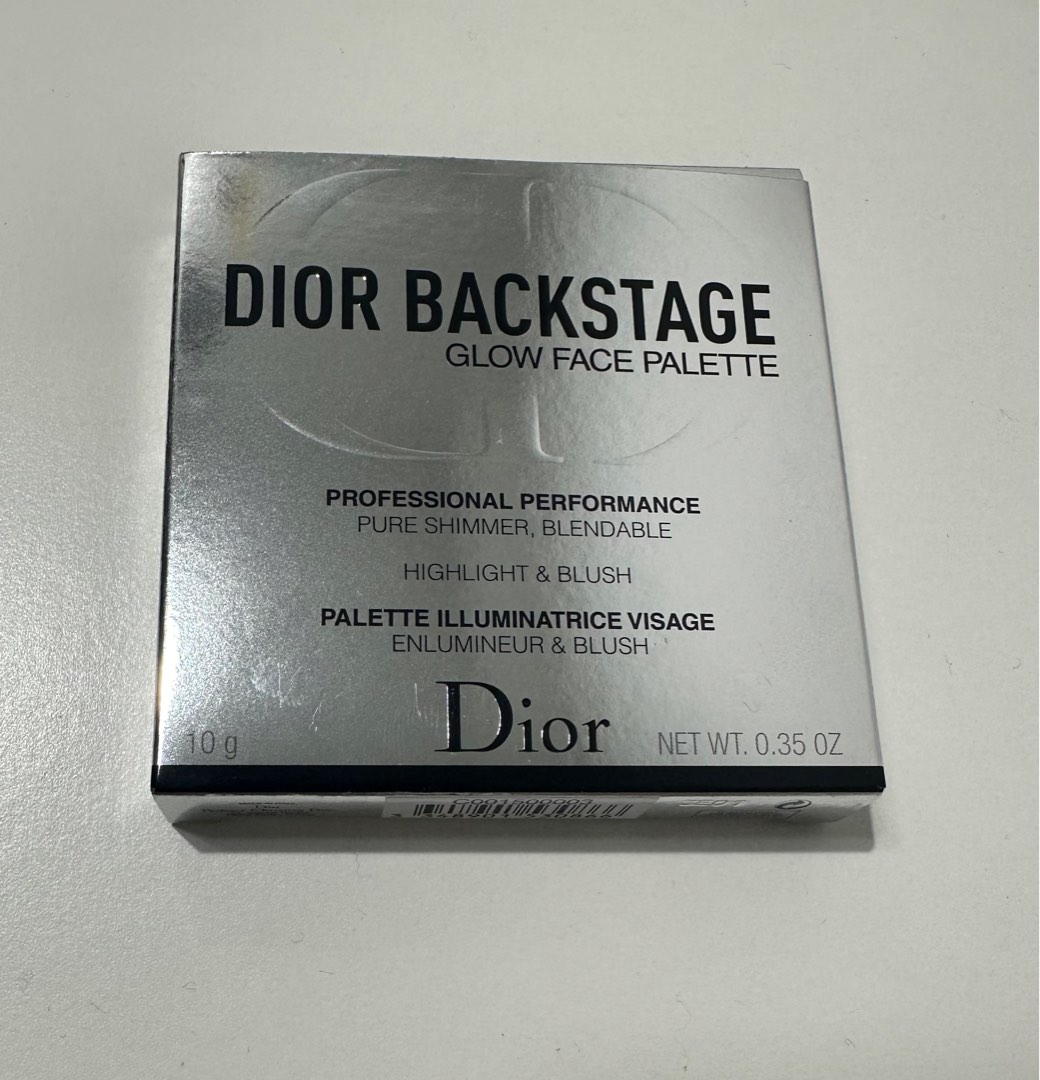 DIOR BACKSTAGE
GLOW FACE PALETTE
PROFESSIONAL PERFORMANCE
PURE SHIMMER, BLENDABLE
HIGHLIGHT & BLUSH
PALETTE ILLUMINATRICE VISAGE
ENLUMINEUR & BLUSH
Dior
10 g
NET WT. 0.35 OZ